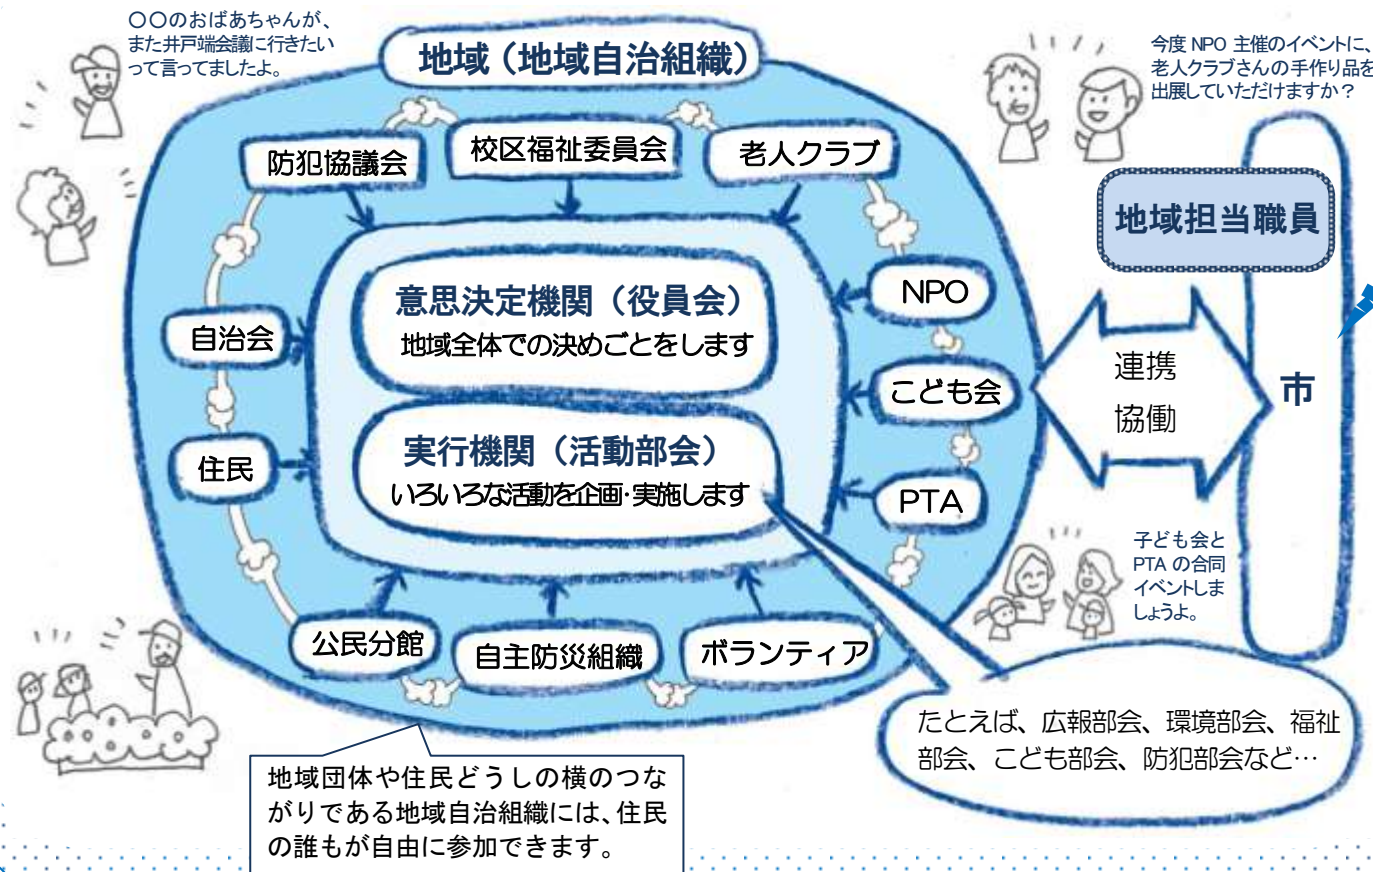 〇〇のおばあちゃんが、
また井戸端会議に行きたい
って言ってましたよ。
地域（地域自治組織）
今度 NPO 主催のイベントに、
老人クラブさんの手作り品を
出展していただけますか？
防犯協議会
校区福祉委員会
老人クラブ
地域担当職員
意思決定機関（役員会）
地域全体での決めごとをします
NPO
自治会
こども会
連携
協働
市
実行機関（活動部会）
いろいろな活動を企画・実施します
住民
PTA
子ども会と
PTA の合同
イベントしま
しょうよ。
公民分館
自主防災組織
ボランティア
たとえば、広報部会、環境部会、福祉
部会、こども部会、防犯部会など…
地域団体や住民どうしの横のつな
がりである地域自治組織には、住民
の誰もが自由に参加できます。